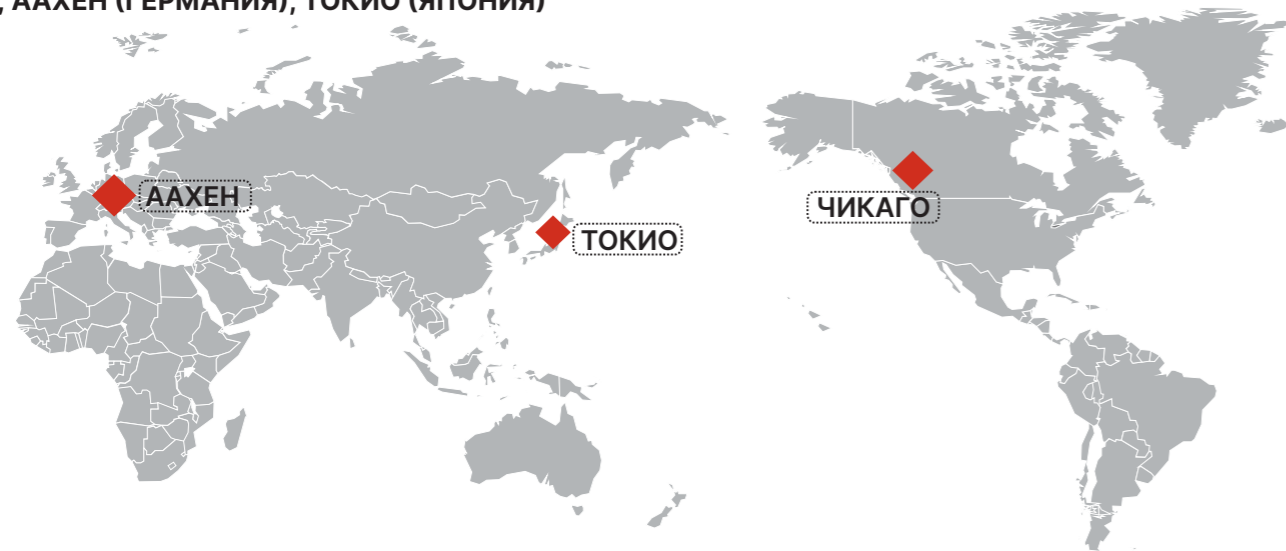 , ААХЕН (ГЕРМАНИЯ), ТОКИО (ЯПОНИЯ)
ААХЕН
ЧИКАГО
ТОКИО